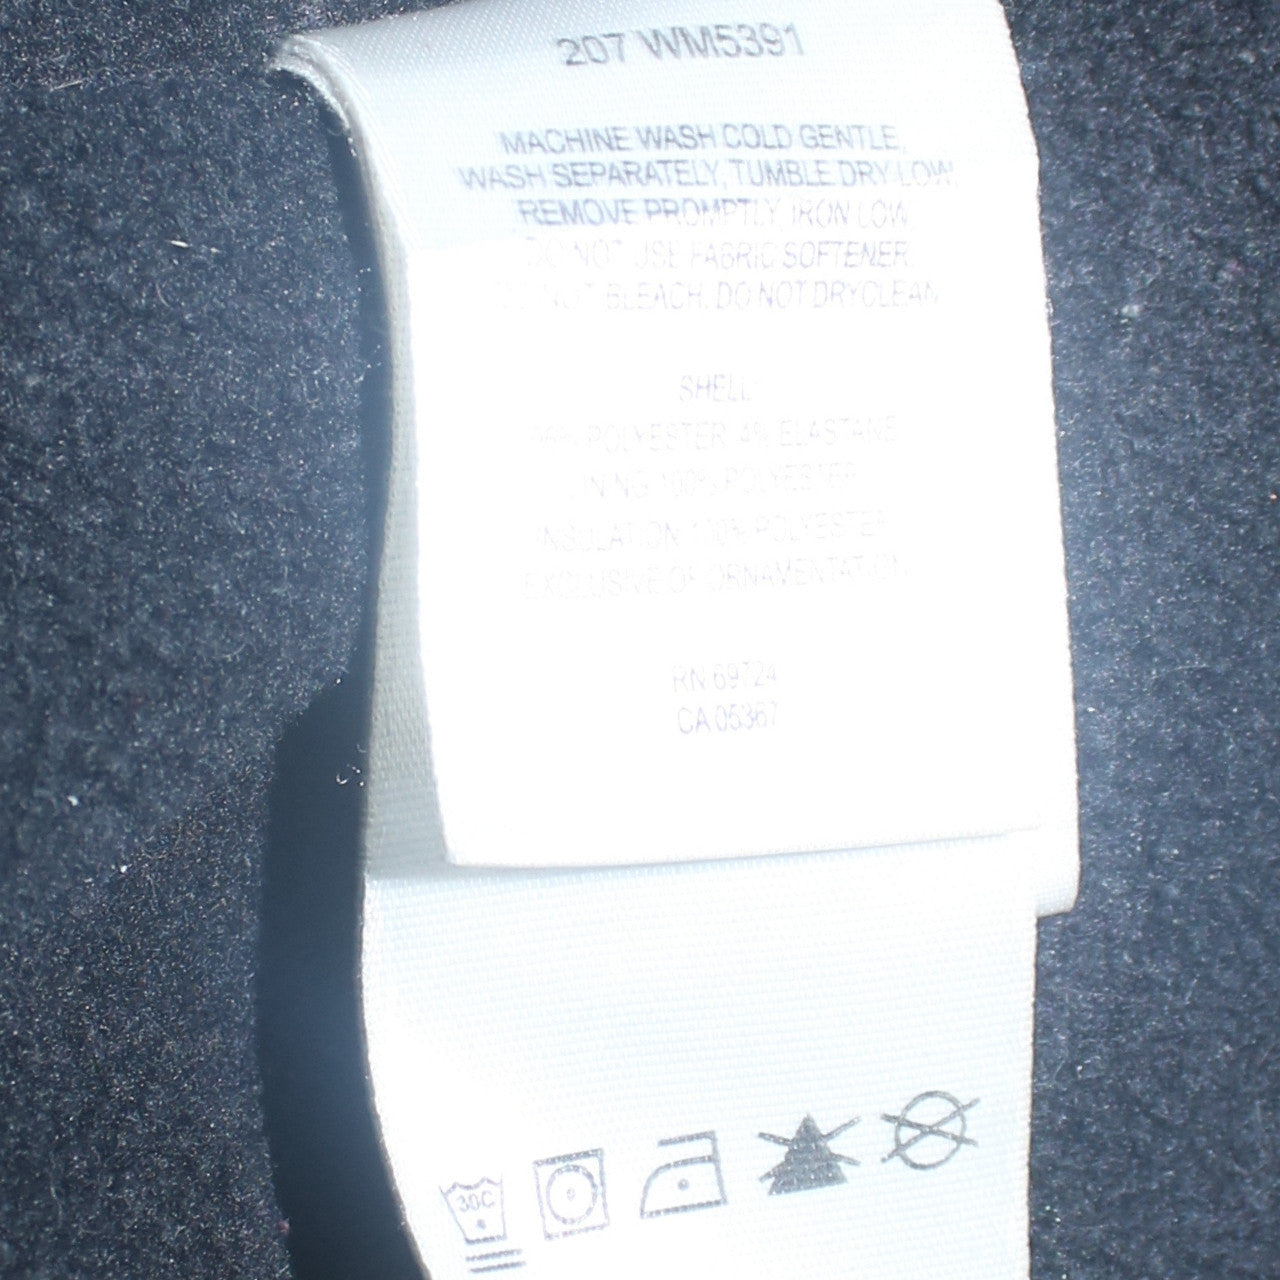 207 WM5391
MACHINE WASH COLD GENTLE,
WASH SEPARATELY, TUMBLE DRY LOW,
REMOVE PROMPTLY, IRON LOW,
DO NOT USE FABRIC SOFTENER.
DO NOT BLEACH. DO NOT DRYCLEAN
SHELL:
96% POLYESTER 4% ELASTANE
LINING 100% POLYESTER
INSULATION 100% POLYESTER
EXCLUSIVE OF ORNAMENTATION
RN 69724
CA 05367
30C